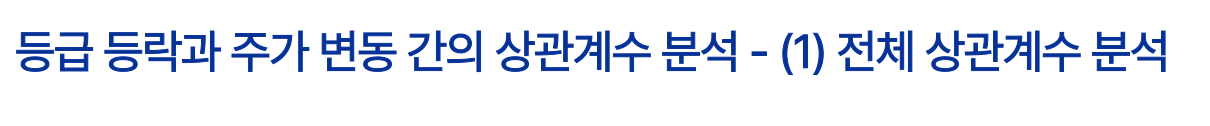 등급 등락과 주가 변동 간의 상관계수 분석 - (1) 전체 상관계수 분석